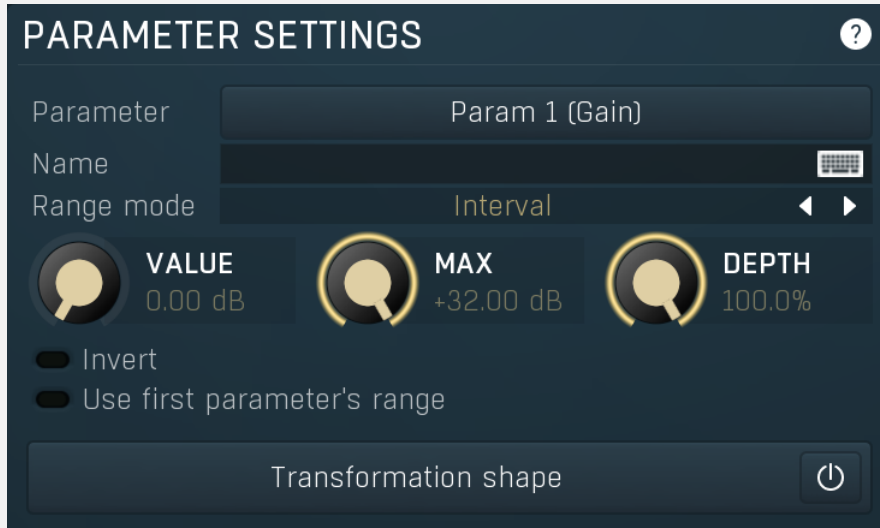 PARAMETER SETTINGS ?
Parameter Param 1 (Gain)
Name
Range mode Interval
VALUE MAX DEPTH
0.00 dB +32.00 dB 100.0%
Invert
Use first parameter's range
Transformation shape